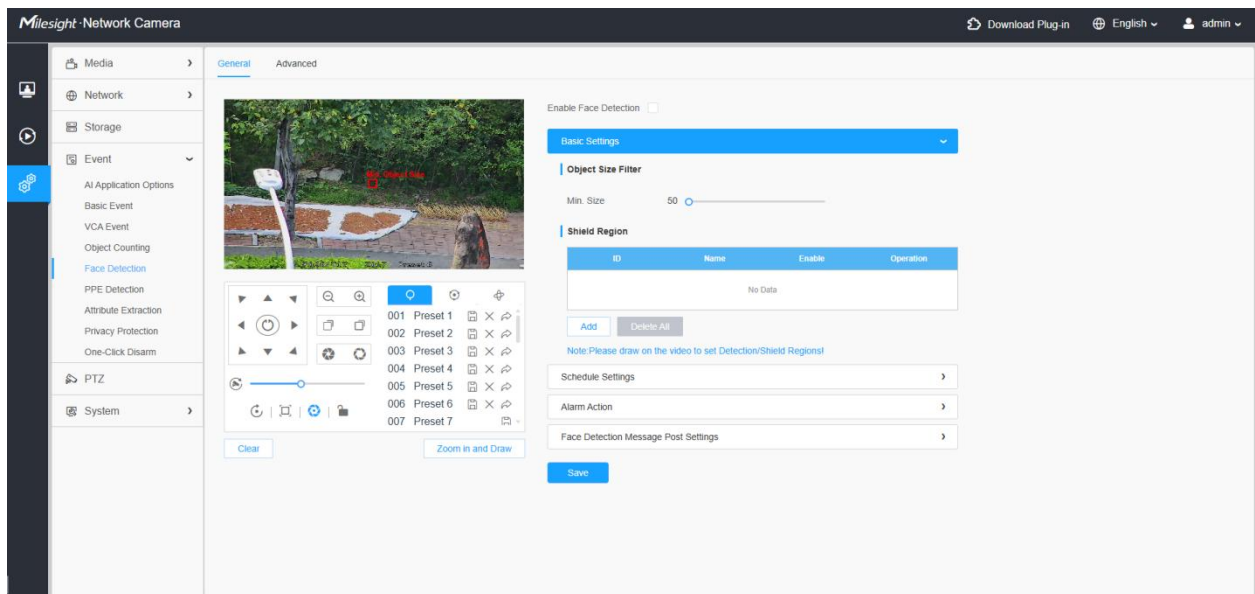 Milesight Network Camera
Download Plug-in
English
admin
Media
Network
Storage
Event
AI Application Options
Basic Event
VCA Event
Object Counting
Face Detection
PPE Detection
Attribute Extraction
Privacy Protection
One-Click Disarm
PTZ
System
General Advanced
Min. Object Size
001 Preset 1
002 Preset 2
003 Preset 3
004 Preset 4
005 Preset 5
006 Preset 6
007 Preset 7
Clear
Zoom in and Draw
Enable Face Detection
Basic Settings
Object Size Filter
Min. Size 50
Shield Region
ID Name Enable Operation
No Data
Add Delete All
Note:Please draw on the video to set Detection/Shield Regions!
Schedule Settings
Alarm Action
Face Detection Message Post Settings
Save